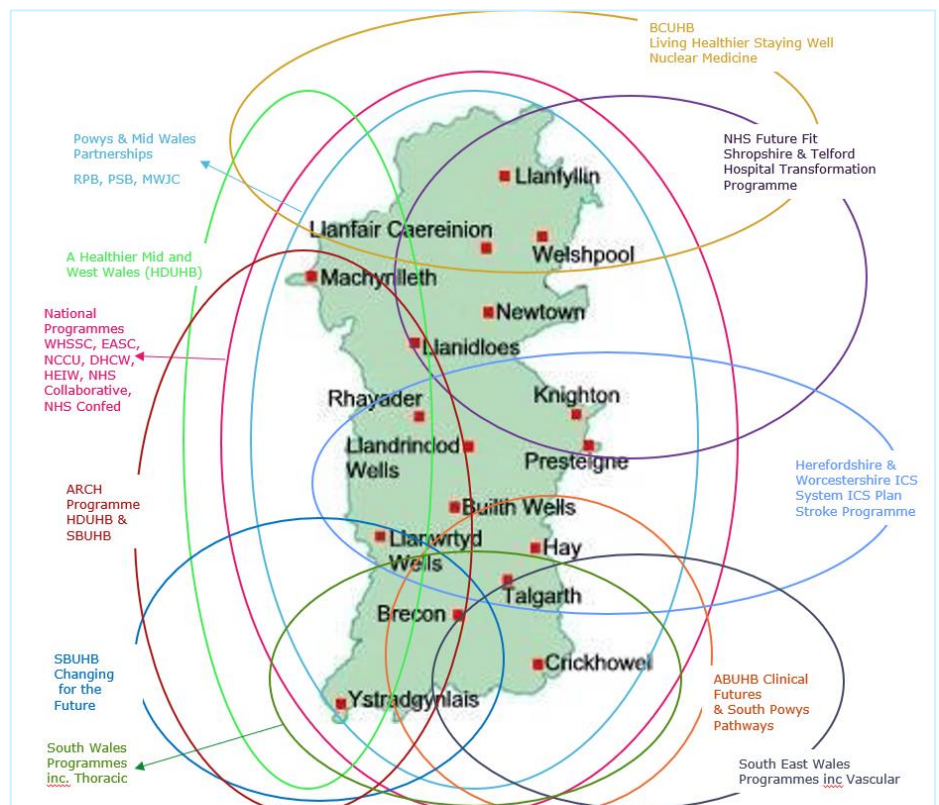 BCUHB
Living Healthier Staying Well
Nuclear Medicine
Powys & Mid Wales
Partnerships
RPB, PSB, MWJC
NHS Future Fit
Shropshire & Telford
Hospital Transformation
Programme
Llanfyllin
Llanfair Caereinion
Welshpool
A Healthier Mid and
West Wales (HDUHB)
Machynlleth
National
Programmes
WHSSC, EASC,
NCCU, DHCW,
HEIW, NHS
Collaborative,
NHS Confed
Newtown
Llanidloes
Rhayader
Knighton
Llandrindod
Wells
Presteigne
Herefordshire &
Worcestershire ICS
System ICS Plan
Stroke Programme
ARCH
Programme
HDUHB &
SBUHB
Builth Wells
Llanwrtyd
Wells
Hay
Talgarth
Brecon
Crickhowel
SBUHB
Changing
for the
Future
ABUHB Clinical
Futures
& South Powys
Pathways
Ystradgynlais
South Wales
Programmes
inc. Thoracic
South East Wales
Programmes inc Vascular